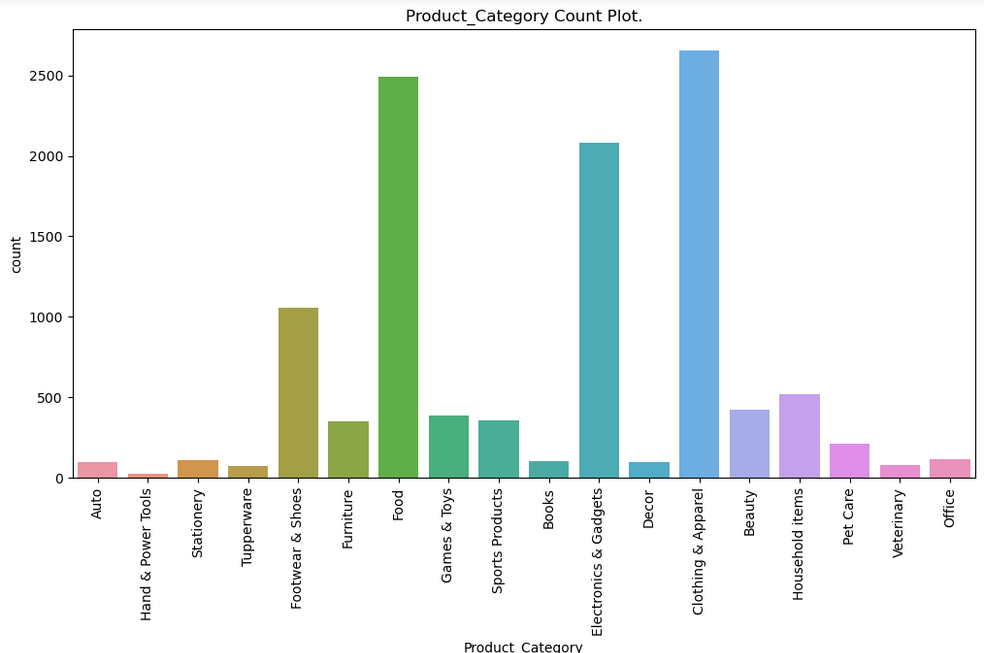 Product_Category Count Plot.
2500
2000
1500
1000
500
0
count
Auto
Hand & Power Tools
Stationery
Tupperware
Footwear & Shoes
Furniture
Food
Games & Toys
Sports Products
Books
Electronics & Gadgets
Decor
Clothing & Apparel
Beauty
Household items
Pet Care
Veterinary
Office
Product_Category